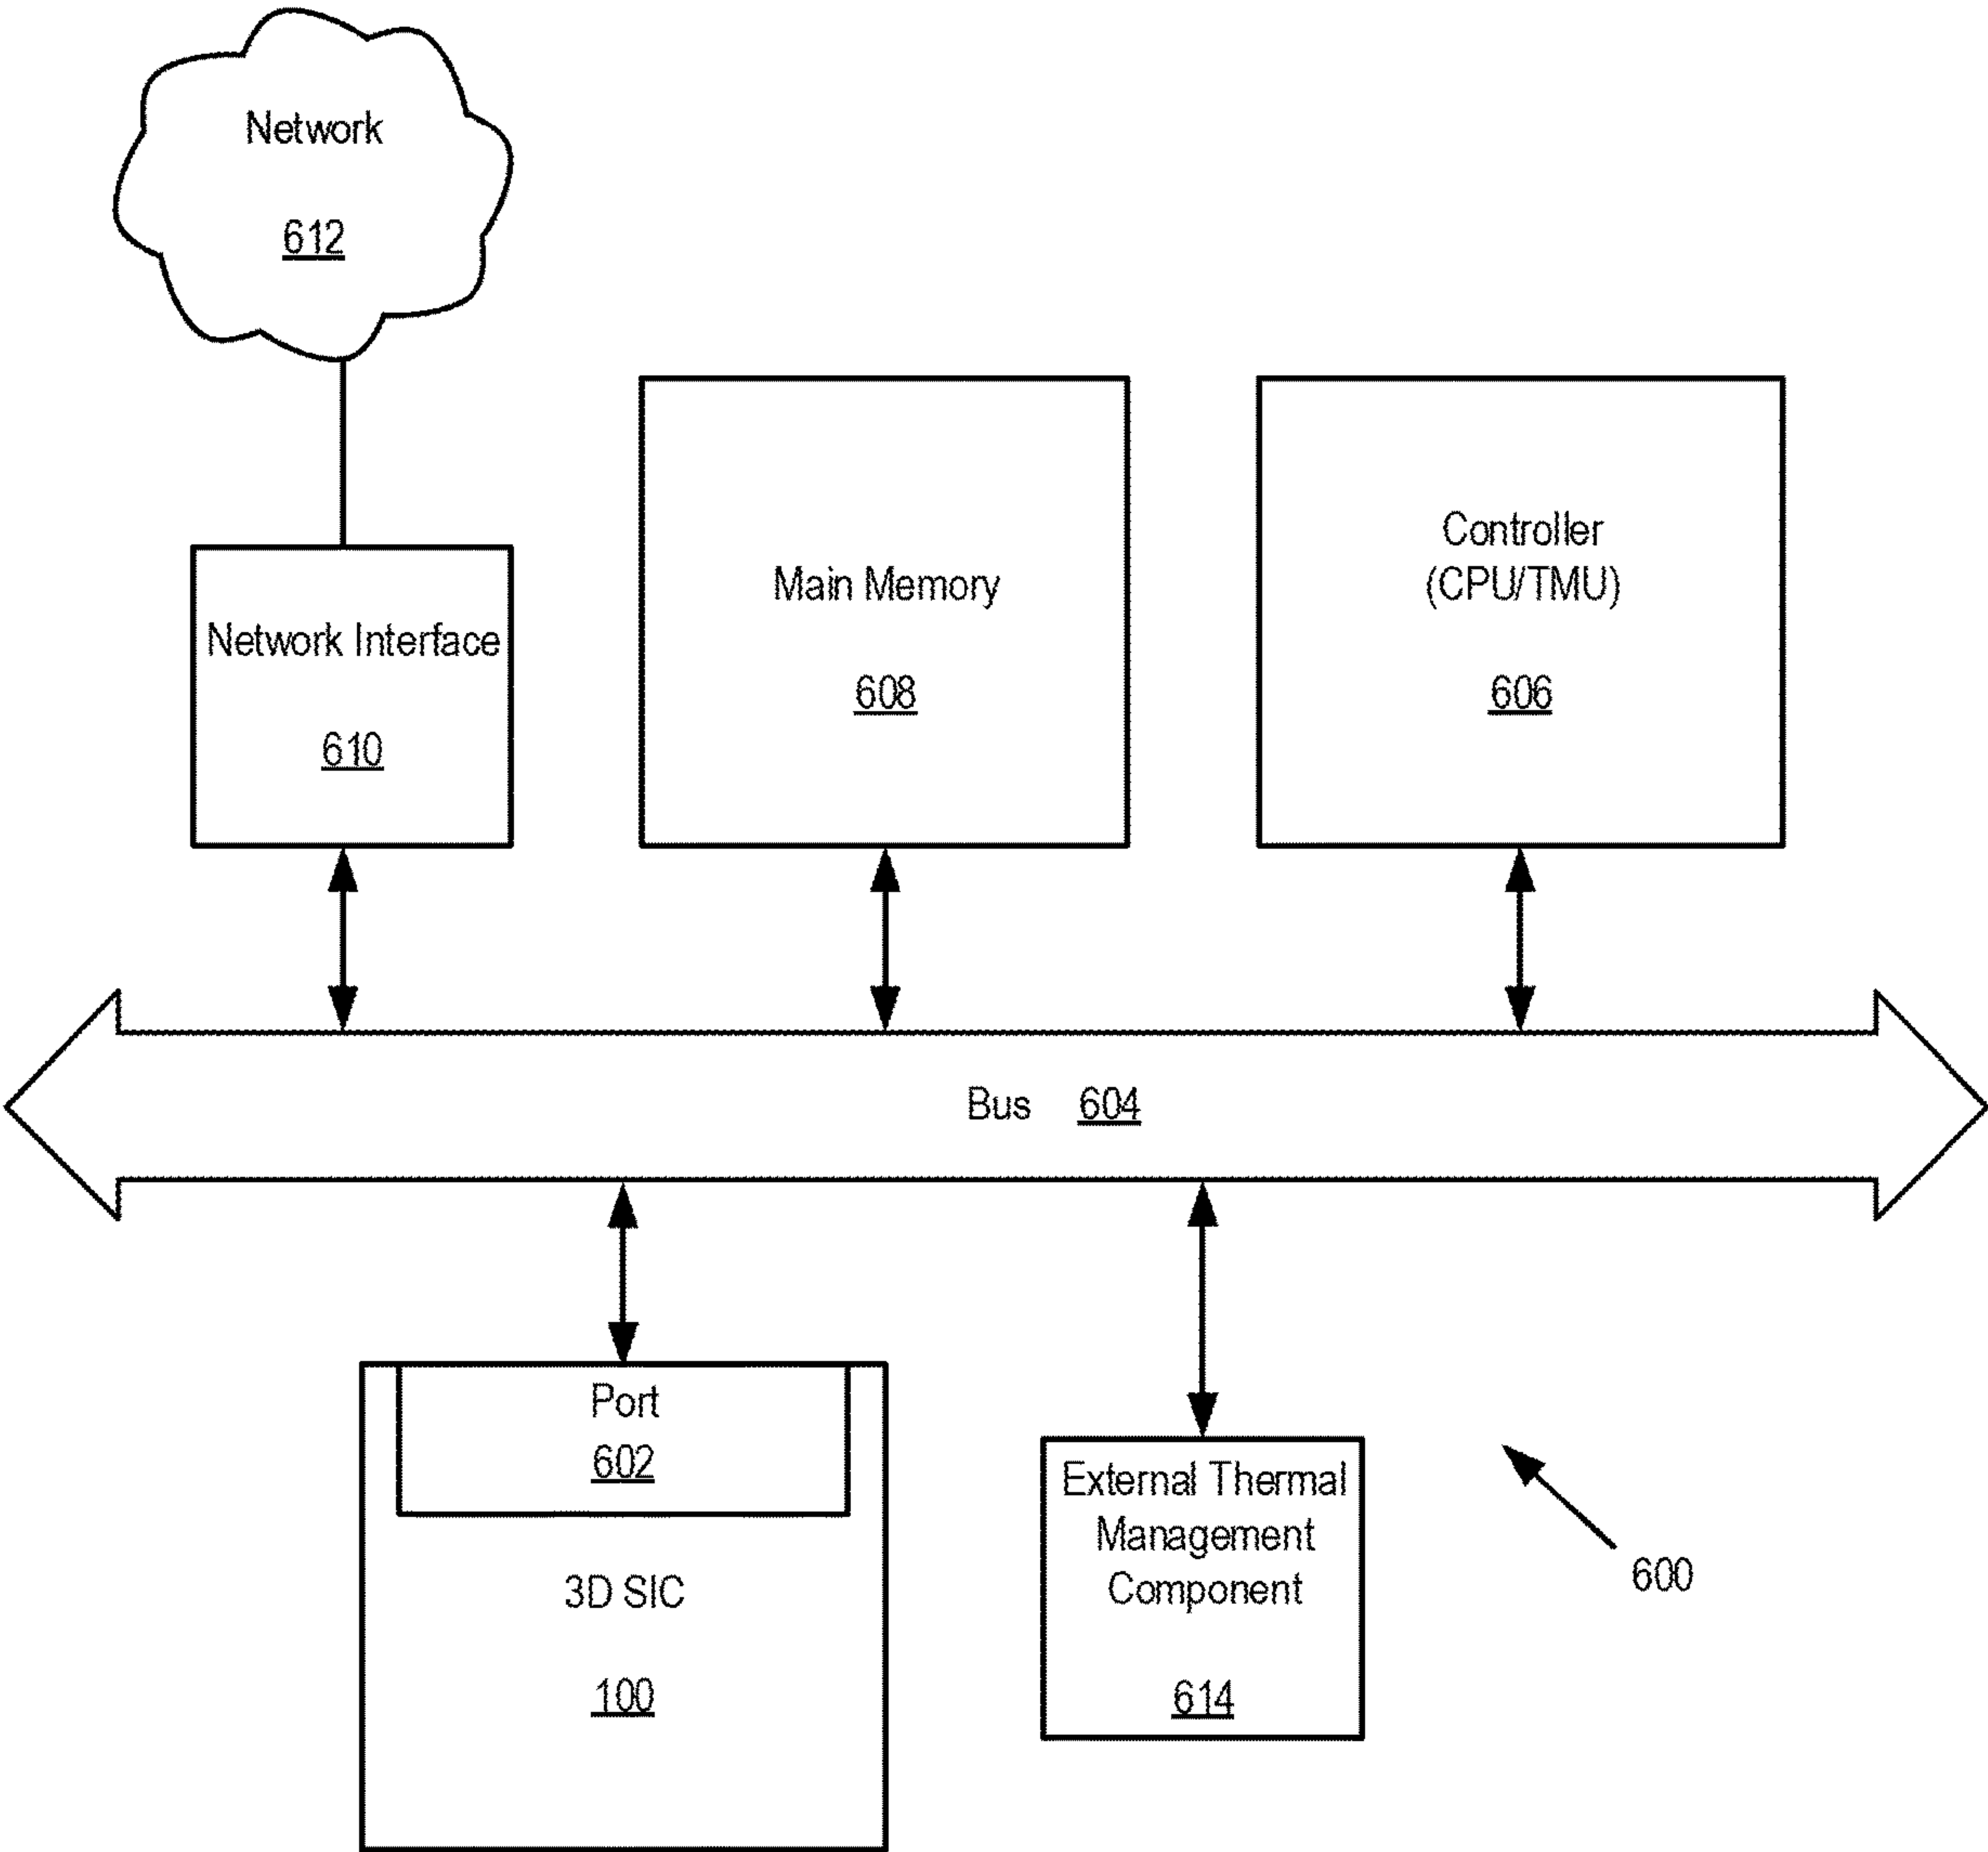 Network
612
Network Interface
610
Main Memory
608
Controller
(CPU/TMU)
606
Bus 604
Port
602
3D SIC
100
External Thermal
Management
Component
614
600